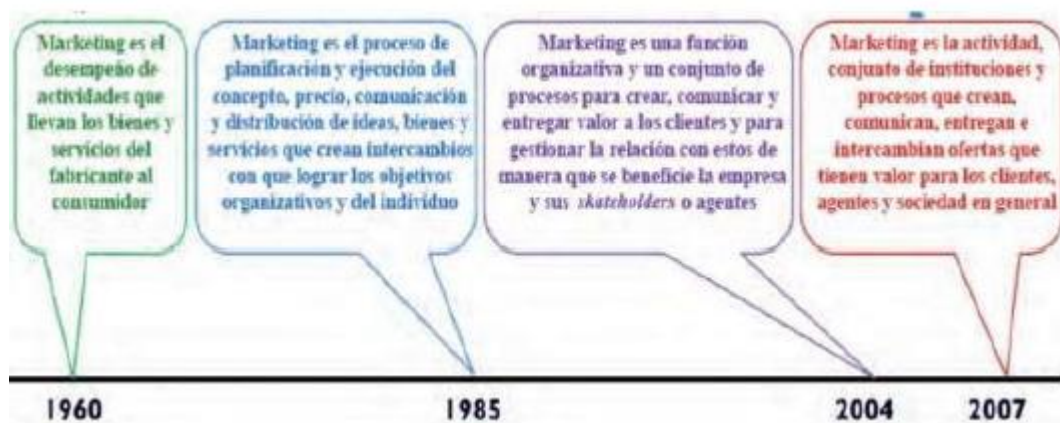 Marketing es el
desempeño de
actividades que
llevan los bienes y
servicios del
fabricante al
consumidor
Marketing es el proceso de
planificación y ejecución del
concepto, precio, comunicación
y distribución de ideas, bienes y
servicios que crean intercambios
con que lograr los objetivos
organizativos y del individuo
Marketing es una función
organizativa y un conjunto de
procesos para crear, comunicar y
entregar valor a los clientes y para
gestionar la relación con estos de
manera que se beneficie la empresa
y sus skateholders o agentes
Marketing es la actividad,
conjunto de instituciones y
procesos que crean,
comunican, entregan e
intercambian ofertas que
tienen valor para los clientes,
agentes y sociedad en general
1960
1985
2004
2007